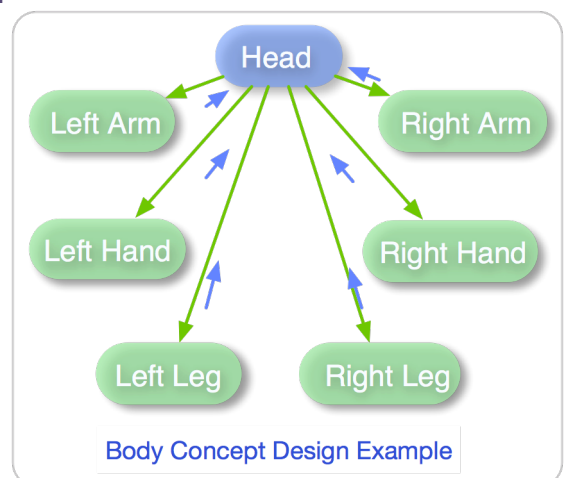 Head
Left Arm
Right Arm
Left Hand
Right Hand
Left Leg
Right Leg
Body Concept Design Example